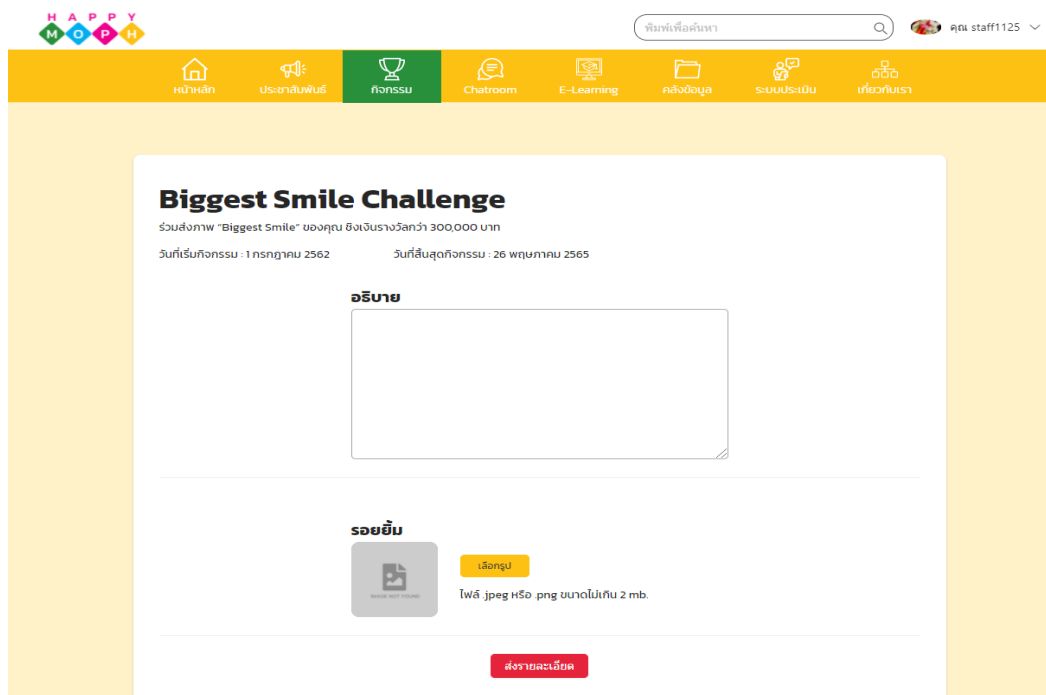 HAPPY
MOPH
พิมพ์เพื่อค้นหา
คุณ staff1125
หน้าหลัก
ประชาสัมพันธ์
กิจกรรม
Chatroom
E-Learning
คลังข้อมูล
ระบบประเมิน
เกี่ยวกับเรา
Biggest Smile Challenge
ร่วมส่งภาพ “Biggest Smile” ของคุณ ชิงเงินรางวัลกว่า 300,000 บาท
วันที่เริ่มกิจกรรม : 1 กรกฎาคม 2562 วันที่สิ้นสุดกิจกรรม : 26 พฤษภาคม 2565
อธิบาย
รอยยิ้ม
IMAGE NOT FOUND
เลือกรูป
ไฟล์ .jpeg หรือ .png ขนาดไม่เกิน 2 mb.
ส่งรายละเอียด